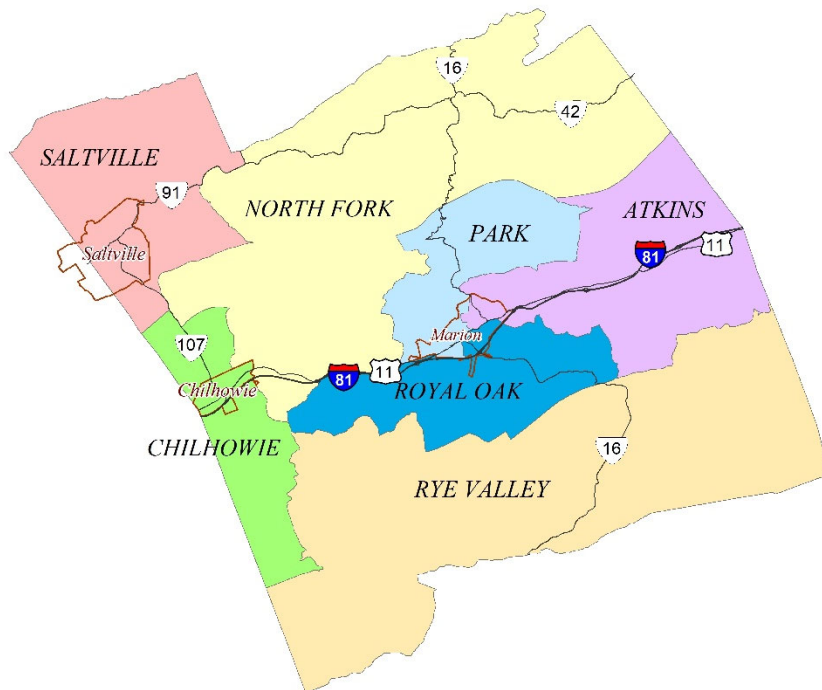 16
42
SALTVILLE
91
NORTH FORK
ATKINS
PARK
11
81
Saltville
Marion
107
81
11
Chilhowie
ROYAL OAK
CHILHOWIE
16
RYE VALLEY